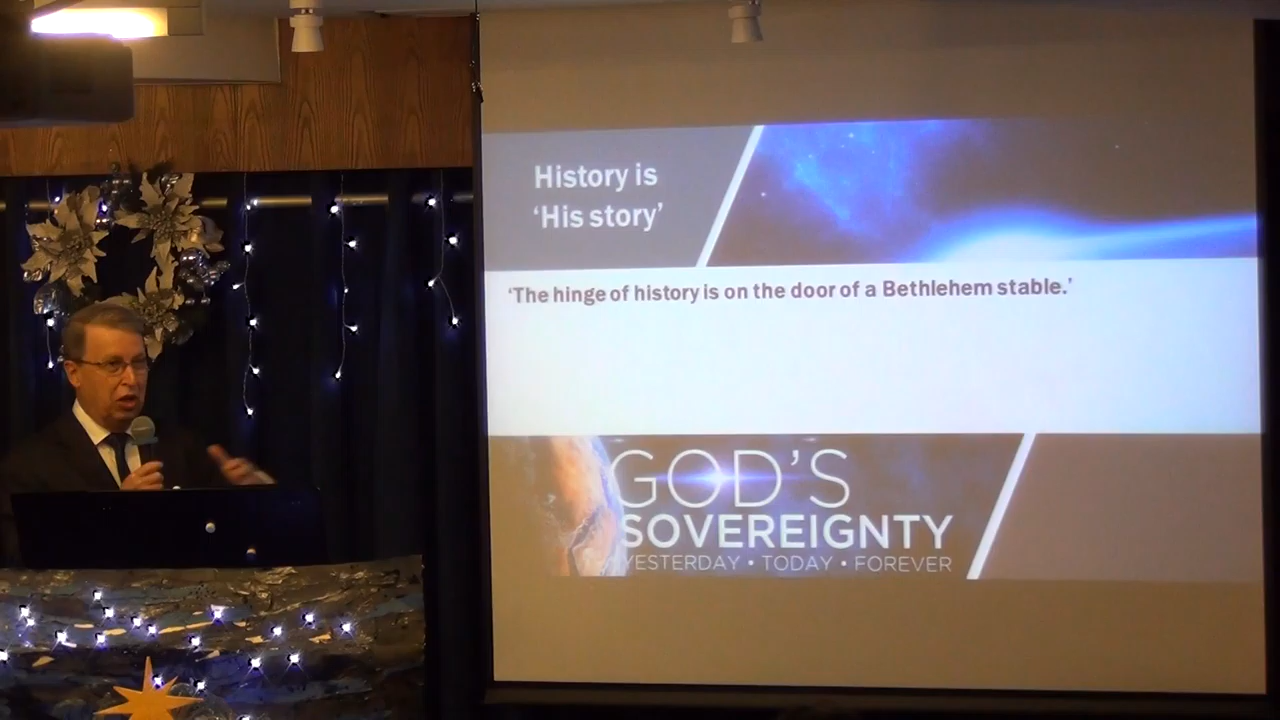 History is
‘His story’
‘The hinge of history is on the door of a Bethlehem stable.’
GOD’S
SOVEREIGNTY
YESTERDAY • TODAY • FOREVER